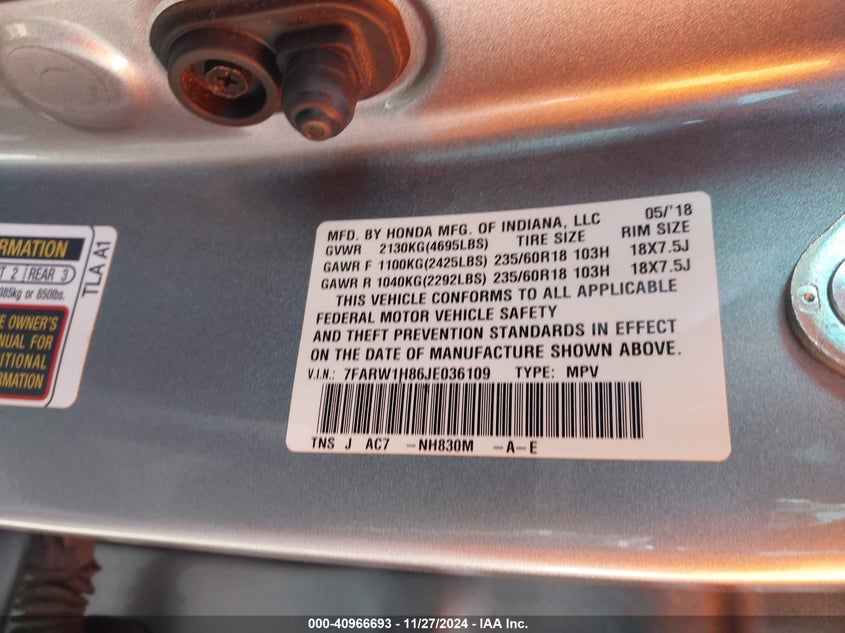 RMATION
T 2 REAR 3
085kg or 850lbs.
E OWNER'S
NUAL FOR
DITIONAL
RMATION
TLA A1
MFD. BY HONDA MFG. OF INDIANA, LLC 05/'18
GVWR 2130KG(4695LBS) TIRE SIZE RIM SIZE
GAWR F 1100KG(2425LBS) 235/60R18 103H 18X7.5J
GAWR R 1040KG(2292LBS) 235/60R18 103H 18X7.5J
THIS VEHICLE CONFORMS TO ALL APPLICABLE
FEDERAL MOTOR VEHICLE SAFETY
AND THEFT PREVENTION STANDARDS IN EFFECT
ON THE DATE OF MANUFACTURE SHOWN ABOVE.
V.I.N.: 7FARW1H86JE036109 TYPE: MPV
TNS J AC7 -NH830M -A-E
000-40966693 - 11/27/2024 - IAA Inc.